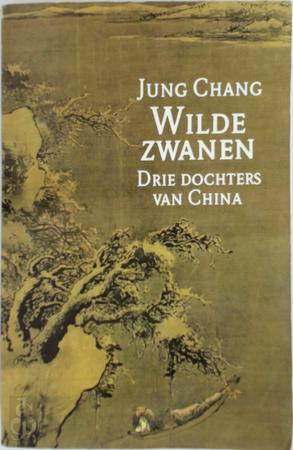 JUNG CHANG
WILDE
ZWANEN
DRIE DOCHTERS
VAN CHINA